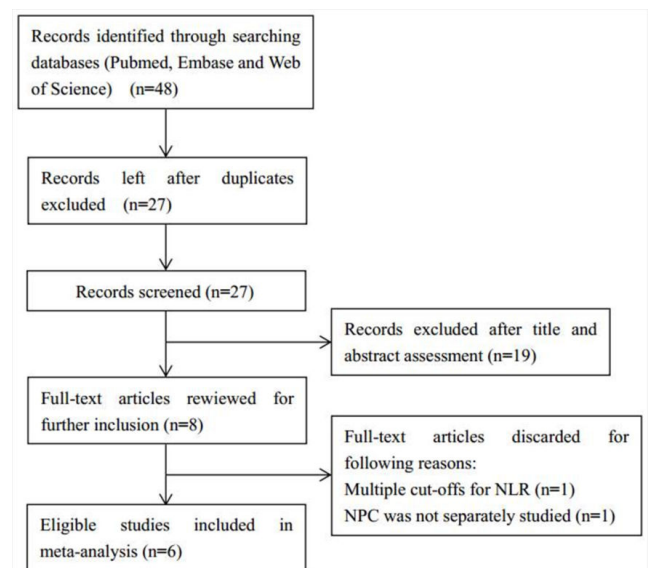 Records identified through searching
databases (Pubmed, Embase and Web
of Science) (n=48)
Records left after duplicates
excluded (n=27)
Records screened (n=27)
Records excluded after title and
abstract assessment (n=19)
Full-text articles rewiewed for
further inclusion (n=8)
Full-text articles discarded for
following reasons:
Multiple cut-offs for NLR (n=1)
NPC was not separately studied (n=1)
Eligible studies included in
meta-analysis (n=6)